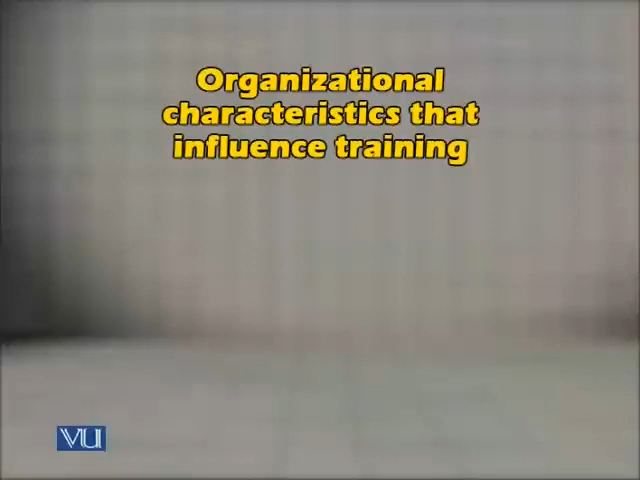 Organizational
characteristics that
influence training
VU